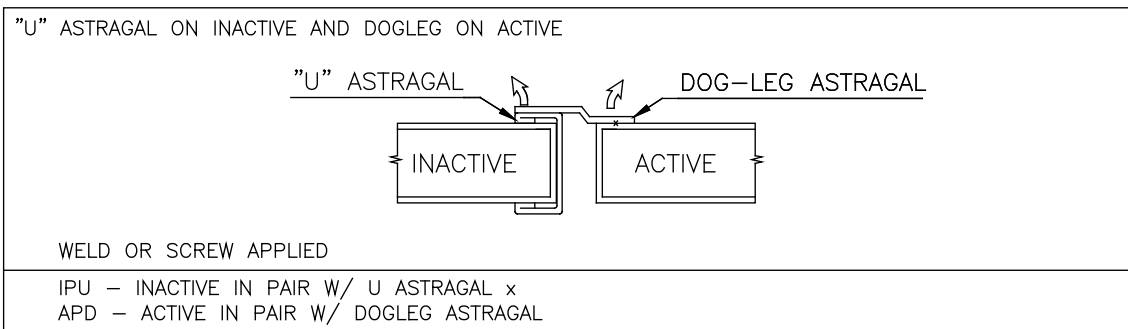 "U" ASTRAGAL ON INACTIVE AND DOGLEG ON ACTIVE
"U" ASTRAGAL
DOG-LEG ASTRAGAL
INACTIVE
ACTIVE
WELD OR SCREW APPLIED
IPU - INACTIVE IN PAIR W/ U ASTRAGAL x
APD - ACTIVE IN PAIR W/ DOGLEG ASTRAGAL